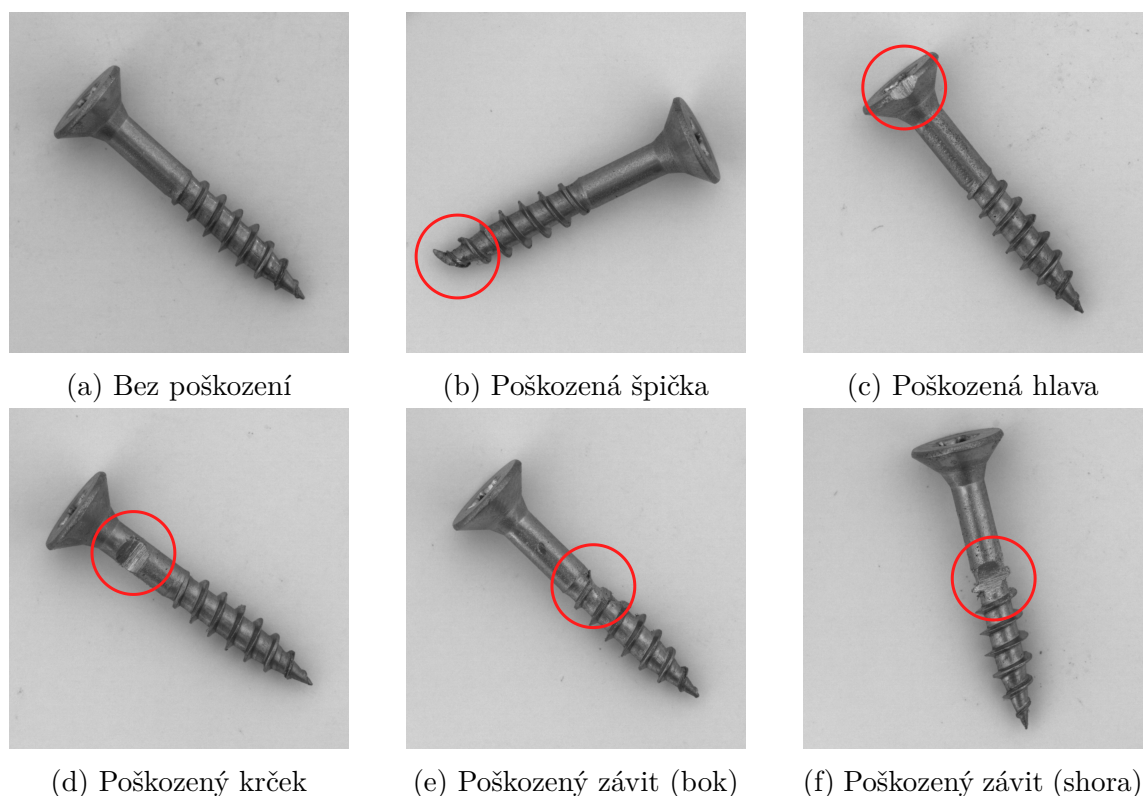 (a) Bez poškození
(b) Poškozená špička
(c) Poškozená hlava
(d) Poškozený krček
(e) Poškozený závit (bok)
(f) Poškozený závit (shora)